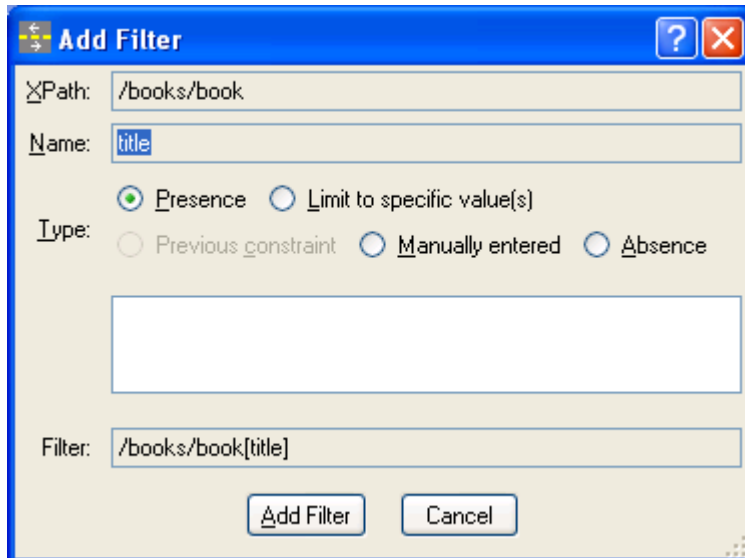 Add Filter
XPath: /books/book
Name: title
Presence Limit to specific value(s)
Type:
Previous constraint Manually entered Absence
Filter: /books/book[title]
Add Filter Cancel